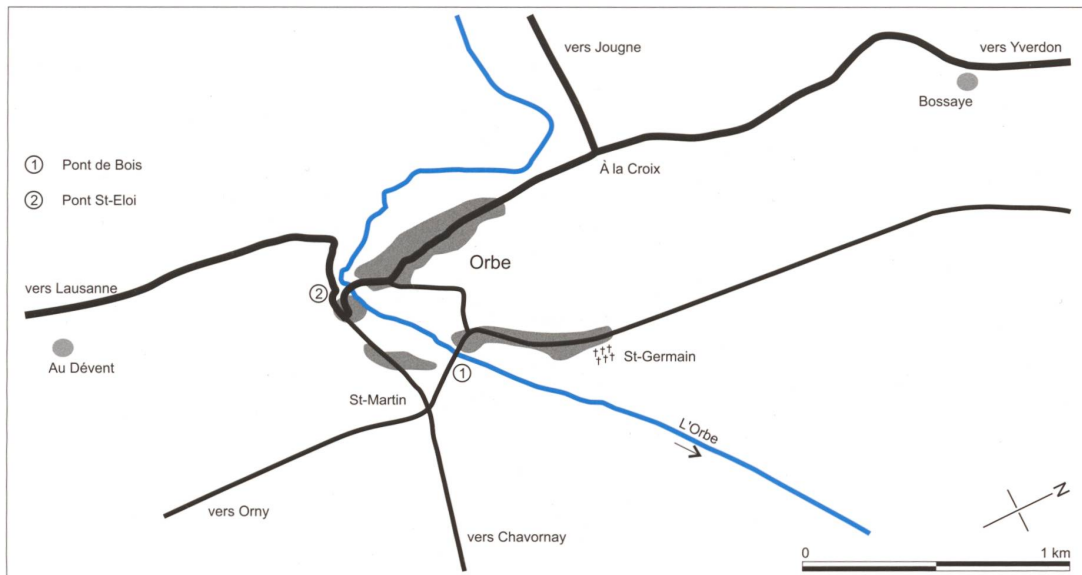 vers Jougne
vers Yverdon
Bossaye
① Pont de Bois
À la Croix
② Pont St-Eloi
Orbe
vers Lausanne
②
Au Dévent
St-Germain
①
St-Martin
L'Orbe
vers Orny
N
vers Chavornay
0 1 km